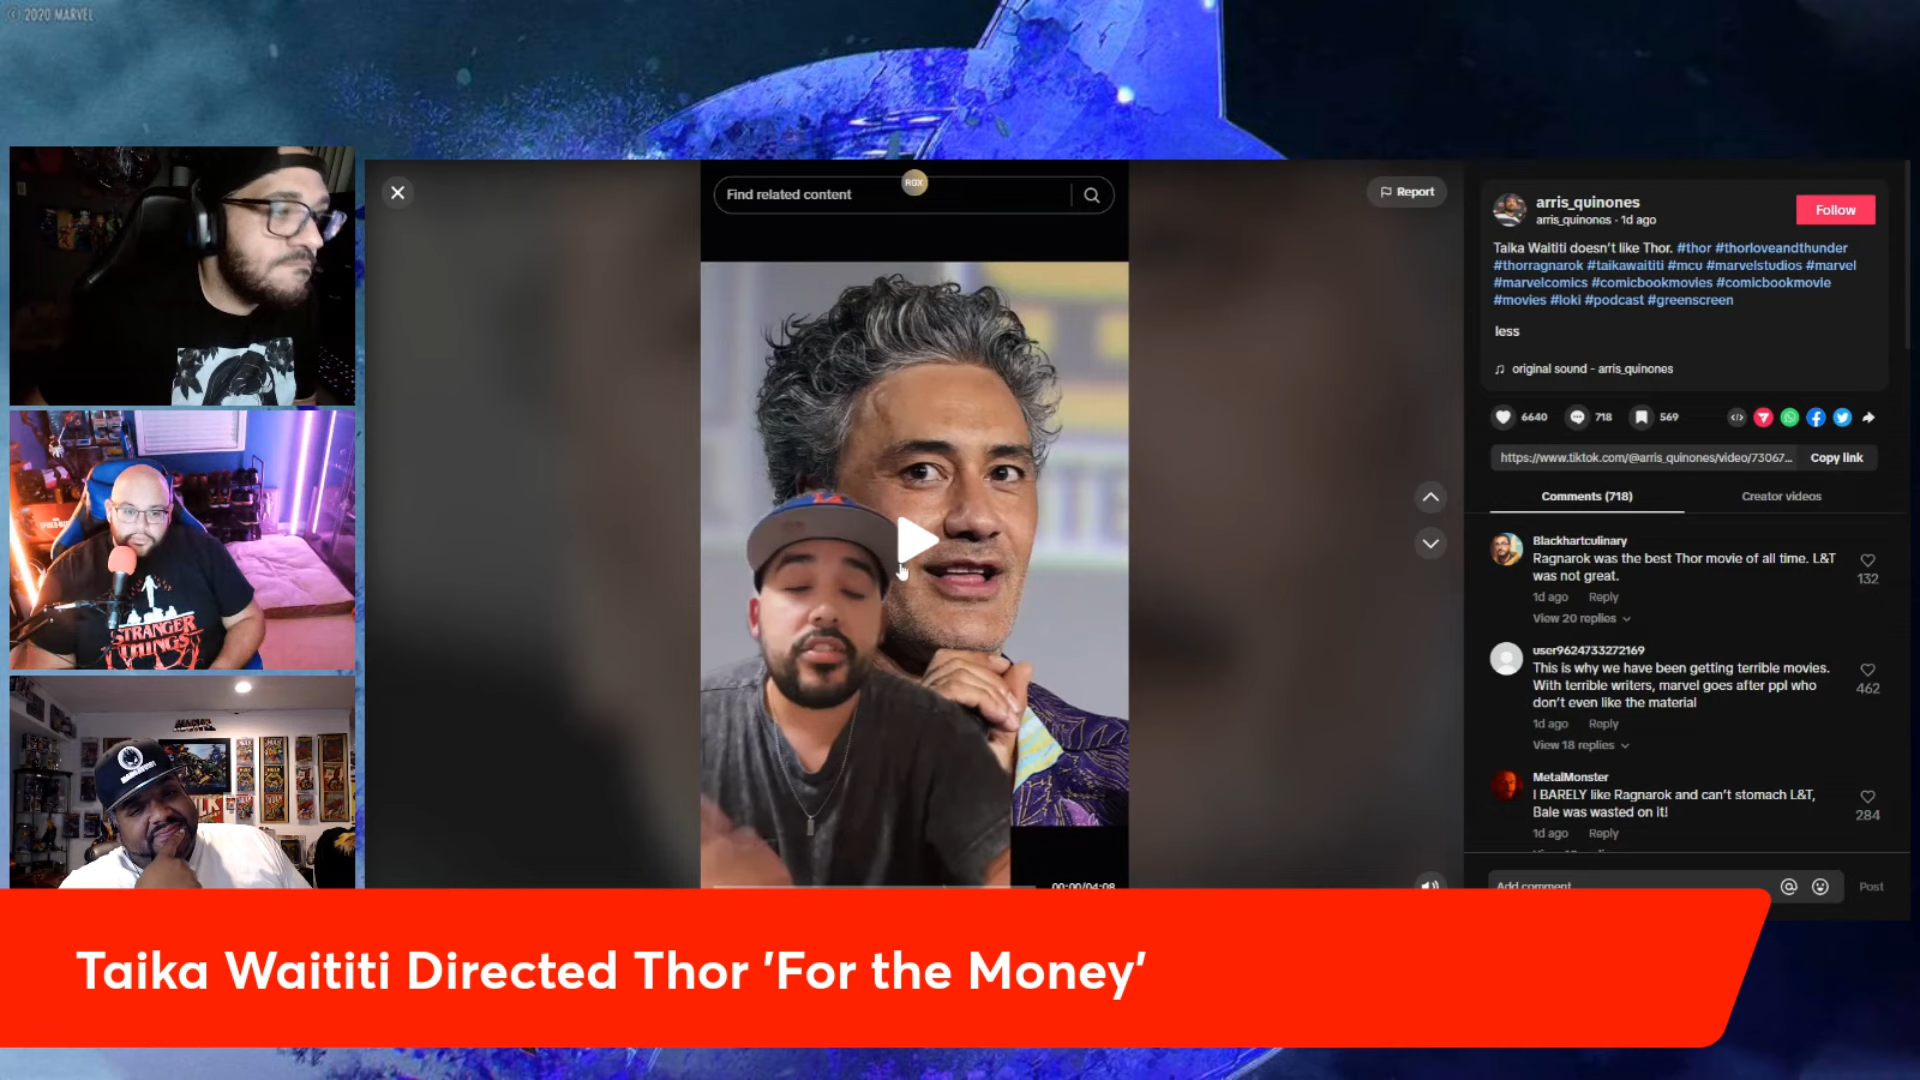 © 2020 MARVEL
Find related content
RGX
Report
arris_quinones
arris_quinones · 1d ago
Follow
Taika Waititi doesn't like Thor. #thor #thorloveandthunder
#thorragnarok #taikawaititi #mcu #marvelstudios #marvel
#marvelcomics #comicbookmovies #comicbookmovie
#movies #loki #podcast #greenscreen
less
original sound - arris_quinones
6640 718 569
https://www.tiktok.com/@arris_quinones/video/73067... Copy link
Comments (718) Creator videos
Blackhartculinary
Ragnarok was the best Thor movie of all time. L&T
was not great.
132
1d ago Reply
View 20 replies
user9624733272169
This is why we have been getting terrible movies.
With terrible writers, marvel goes after ppl who
don't even like the material
462
1d ago Reply
View 18 replies
MetalMonster
I BARELY like Ragnarok and can't stomach L&T,
Bale was wasted on it!
284
1d ago Reply
Add comment
Post
00:00/04:08
STRANGER
THINGS
Taika Waititi Directed Thor 'For the Money'